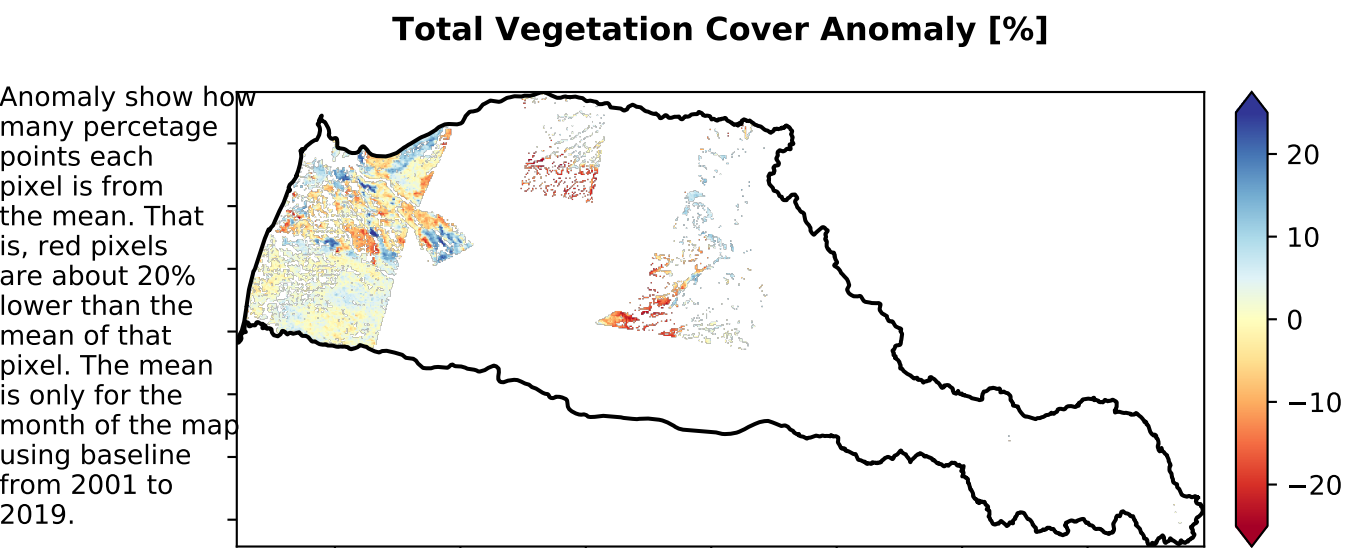 Total Vegetation Cover Anomaly [%]
Anomaly show how
many percetage
points each
pixel is from
the mean. That
is, red pixels
are about 20%
lower than the
mean of that
pixel. The mean
is only for the
month of the map
using baseline
from 2001 to
2019.
20
10
0
−10
−20